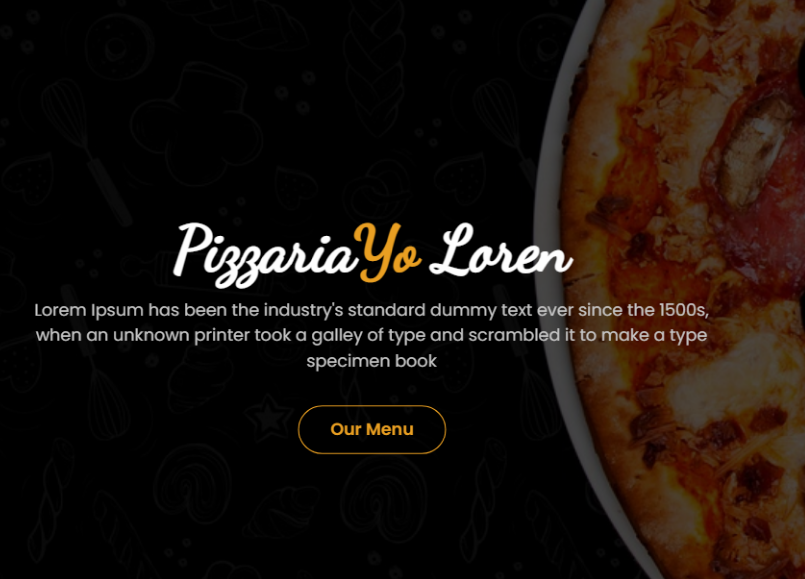 PizzariaYo Loren
Lorem Ipsum has been the industry's standard dummy text ever since the 1500s,
when an unknown printer took a galley of type and scrambled it to make a type
specimen book
Our Menu